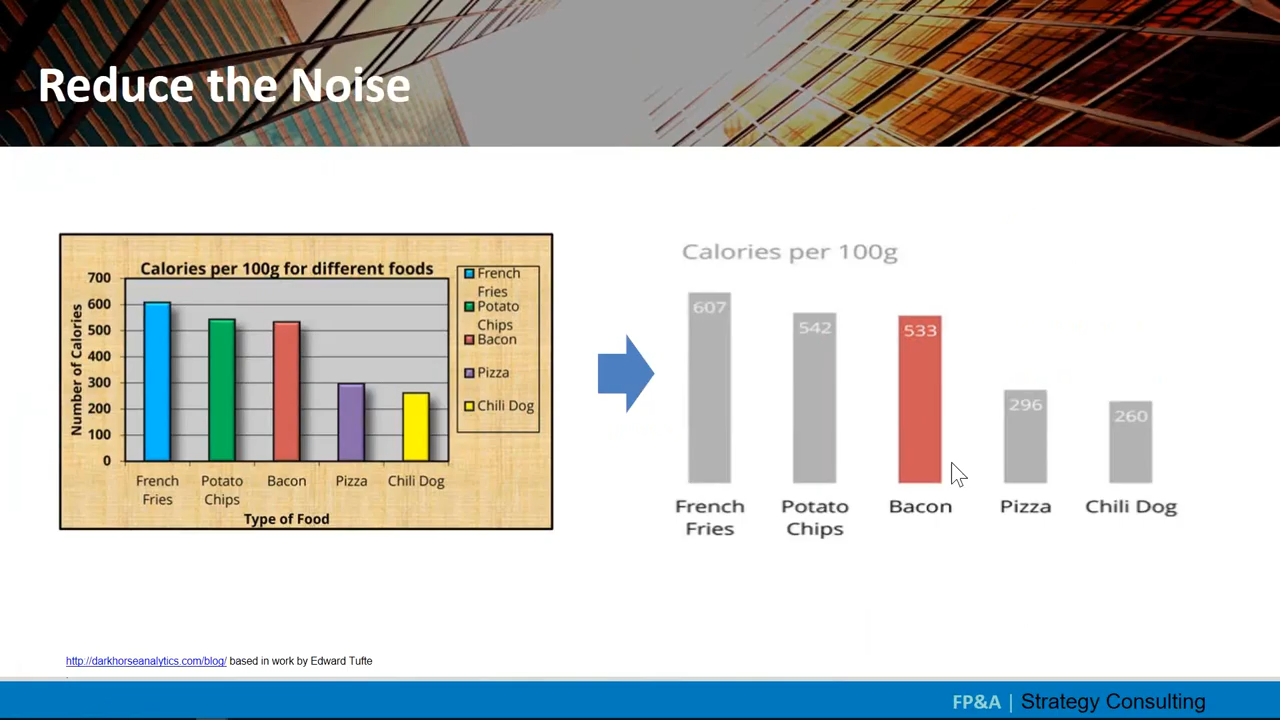 Reduce the Noise
Calories per 100g for different foods
Number of Calories
700
600
500
400
300
200
100
0
French
Fries
Potato
Chips
Bacon
Pizza
Chili Dog
Type of Food
French
Fries
Potato
Chips
Bacon
Pizza
Chili Dog
Calories per 100g
607
542
533
296
260
French
Fries
Potato
Chips
Bacon
Pizza
Chili Dog
http://darkhorseanalytics.com/blog/ based in work by Edward Tufte
FP&A | Strategy Consulting